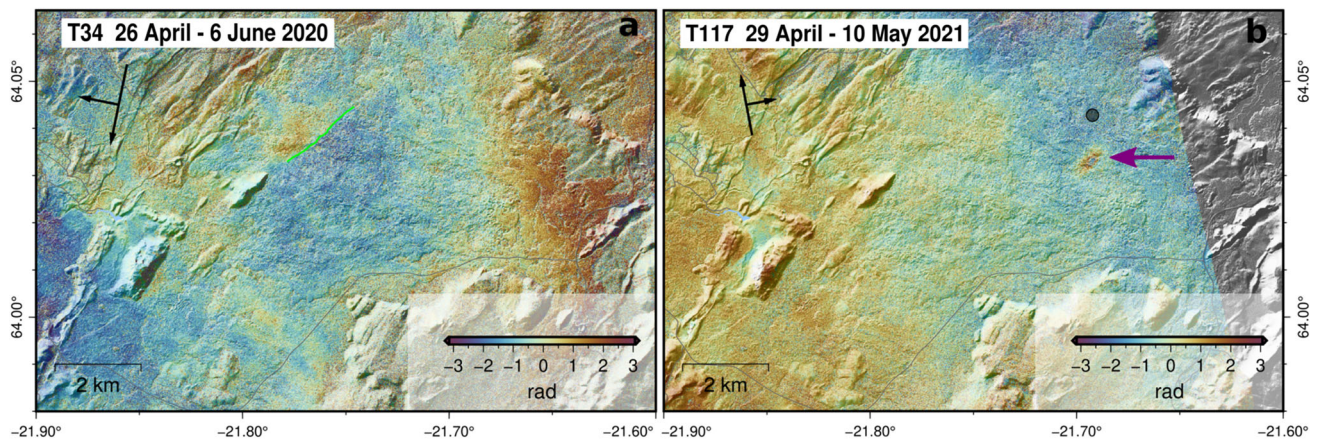 T34 26 April - 6 June 2020
a
T117 29 April - 10 May 2021
b
64.05°
64.00°
64.05°
64.00°
2 km
−3 −2 −1 0 1 2 3
rad
2 km
−3 −2 −1 0 1 2 3
rad
−21.90° −21.80° −21.70° −21.60°
−21.90° −21.80° −21.70° −21.60°